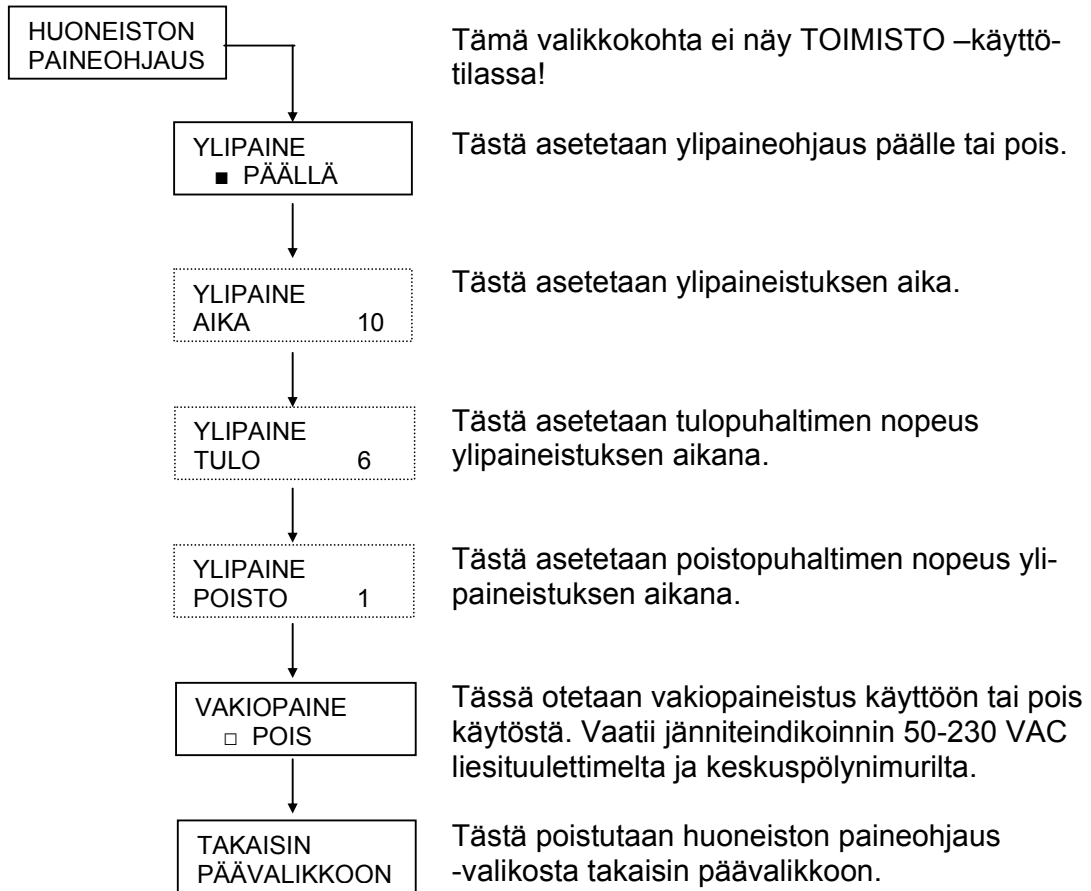 HUONEISTON
PAINEOHJAUS
Tämä valikkokohta ei näy TOIMISTO –käyttö-
tilassa!
YLIPAINE
■ PÄÄLLÄ
Tästä asetetaan ylipaineohjaus päälle tai pois.
YLIPAINE
AIKA 10
Tästä asetetaan ylipaineistuksen aika.
YLIPAINE
TULO 6
Tästä asetetaan tulopuhaltimen nopeus
ylipaineistuksen aikana.
YLIPAINE
POISTO 1
Tästä asetetaan poistopuhaltimen nopeus yli-
paineistuksen aikana.
VAKIOPAINE
□ POIS
Tässä otetaan vakiopaineistus käyttöön tai pois
käytöstä. Vaatii jänniteindikoinnin 50-230 VAC
liesituulettimelta ja keskuspölynimurilta.
TAKAISIN
PÄÄVALIKKOON
Tästä poistutaan huoneiston paineohjaus
-valikosta takaisin päävalikkoon.